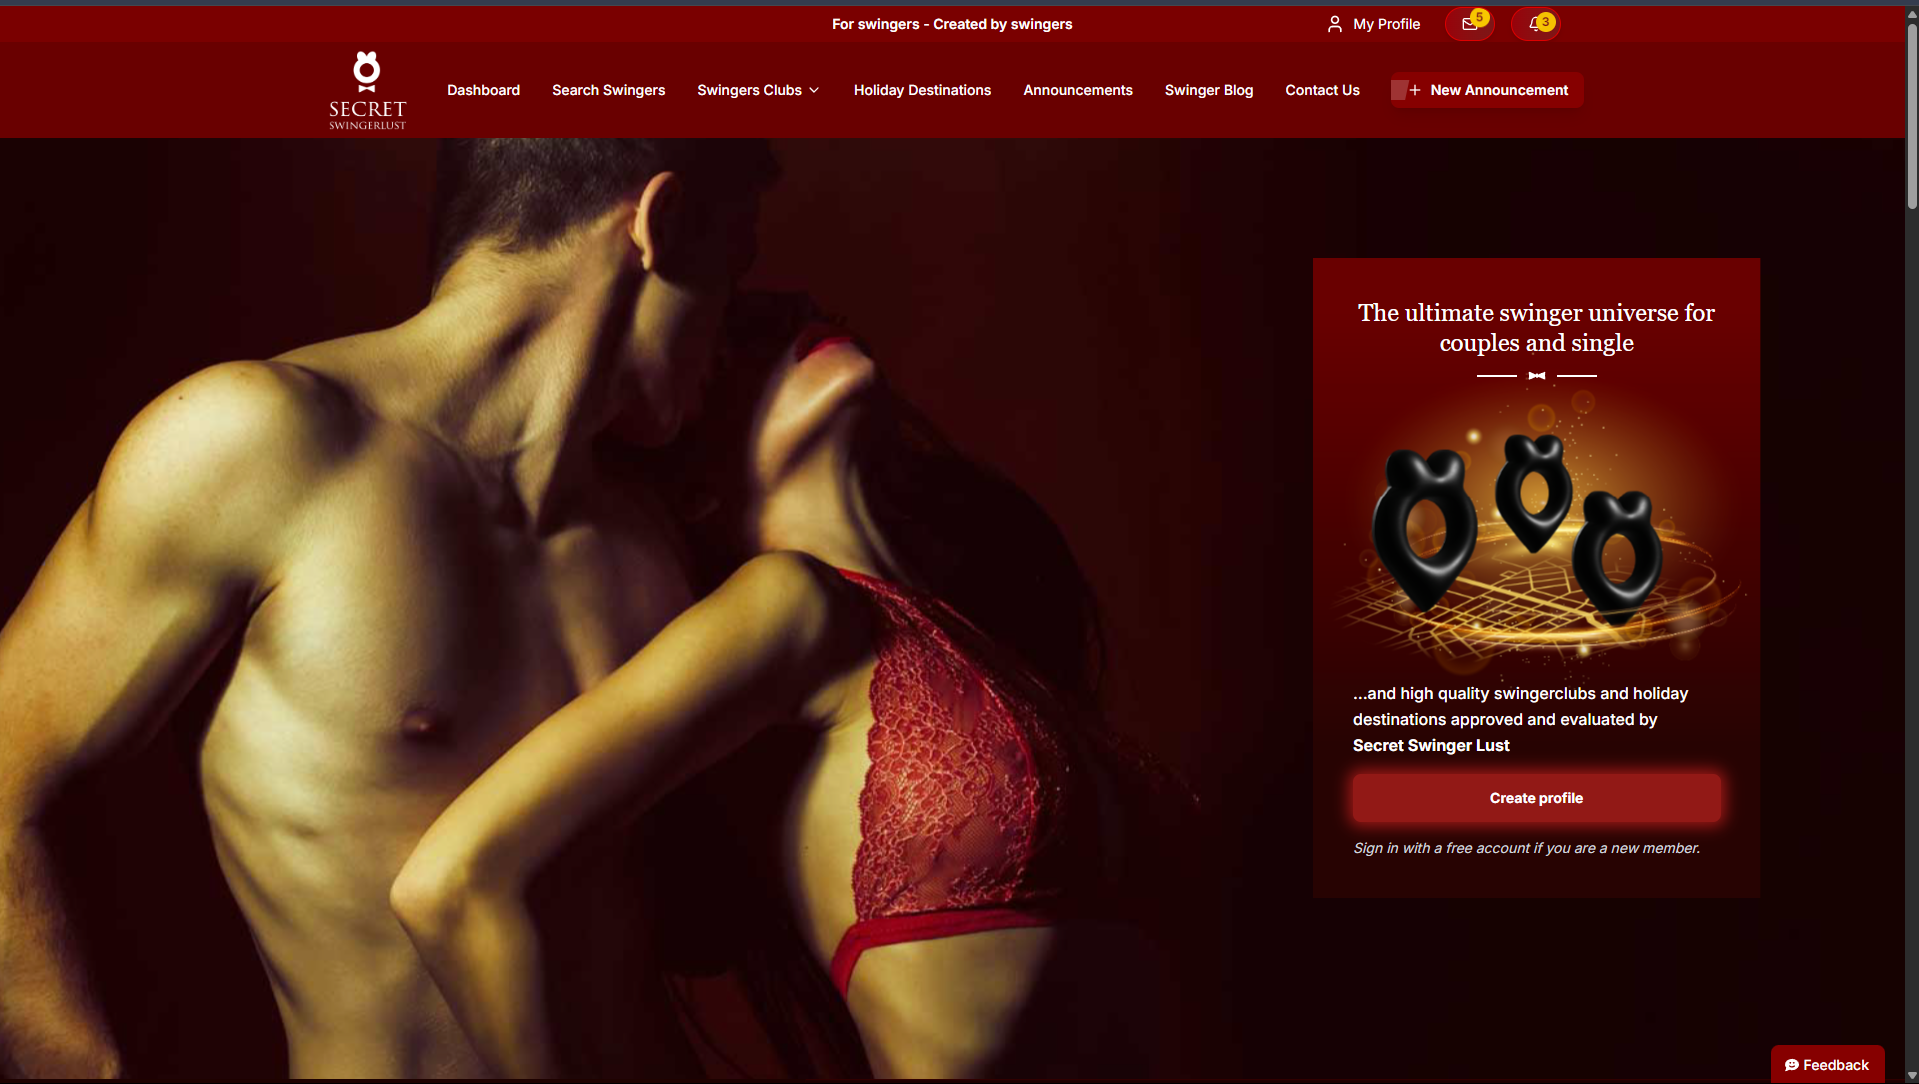 For swingers - Created by swingers
My Profile
5
3
SECRET
SWINGERLUST
Dashboard
Search Swingers
Swingers Clubs
Holiday Destinations
Announcements
Swinger Blog
Contact Us
+ New Announcement
The ultimate swinger universe for
couples and single
...and high quality swingerclubs and holiday
destinations approved and evaluated by
Secret Swinger Lust
Create profile
Sign in with a free account if you are a new member.
Feedback